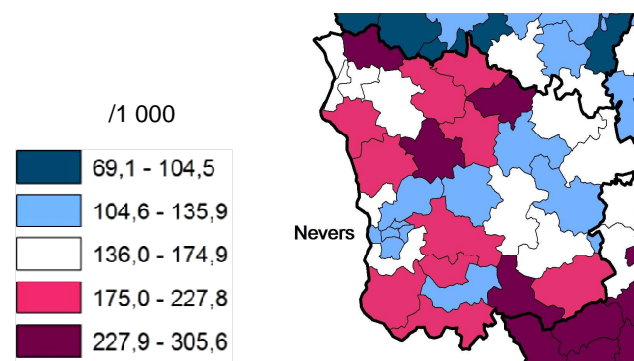 /1 000
69,1 - 104,5
104,6 - 135,9
136,0 - 174,9
175,0 - 227,8
227,9 - 305,6
Nevers